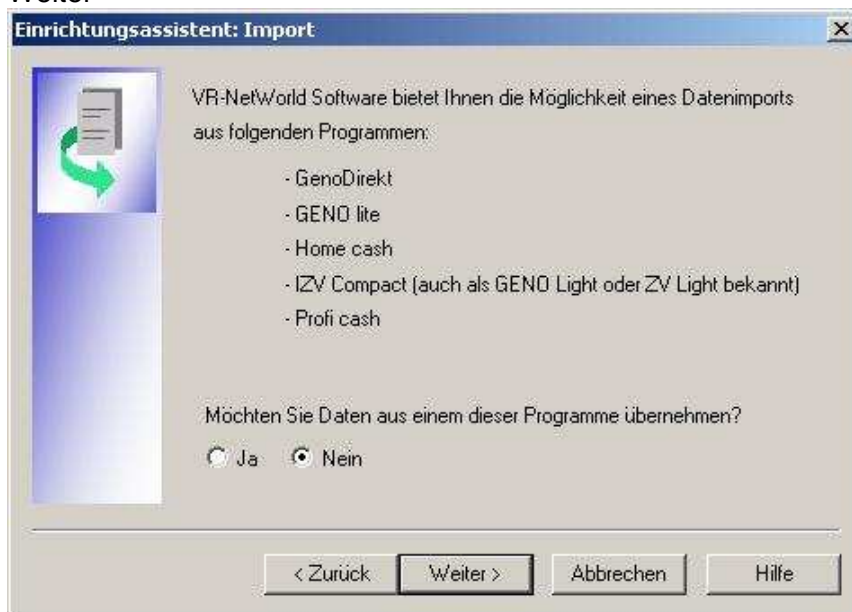 Weiter
Einrichtungsassistent: Import
VR-NetWorld Software bietet Ihnen die Möglichkeit eines Datenimports
aus folgenden Programmen:
- GenoDirekt
- GENO lite
- Home cash
- IZV Compact (auch als GENO Light oder ZV Light bekannt)
- Profi cash
Möchten Sie Daten aus einem dieser Programme übernehmen?
Ja Nein
< Zurück Weiter > Abbrechen Hilfe